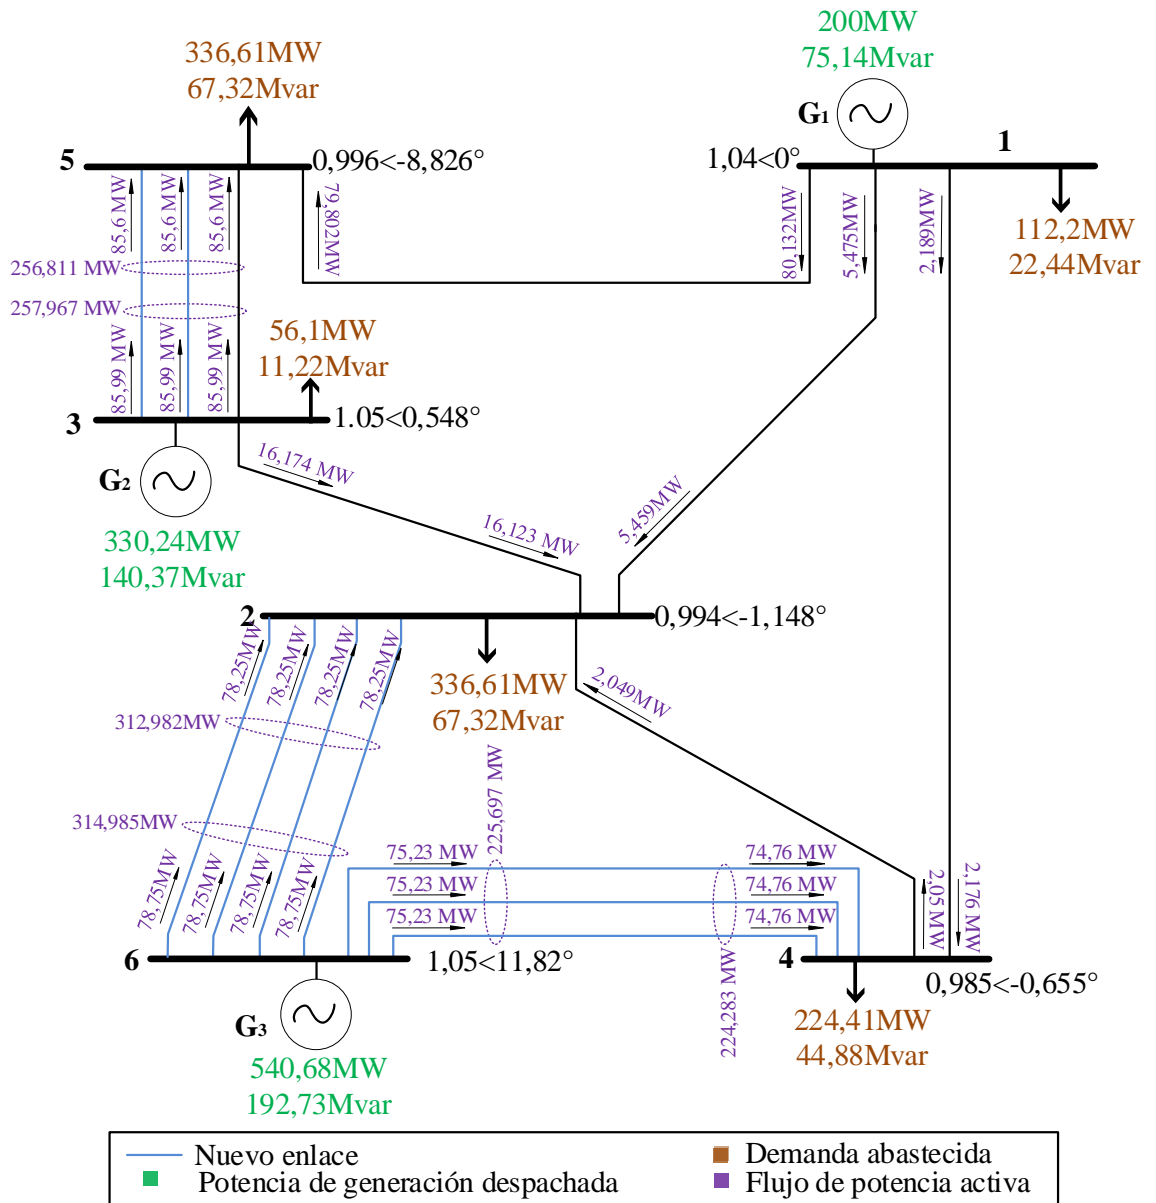 200MW
75,14Mvar
G1
1
1,04<0°
112,2MW
22,44Mvar
80,132MW
5,475MW
2,189MW
336,61MW
67,32Mvar
5
0,996<-8,826°
79,802MW
85,6 MW
85,6 MW
85,6 MW
256,811 MW
257,967 MW
85,99 MW
85,99 MW
85,99 MW
56,1MW
11,22Mvar
3
1.05<0,548°
G2
330,24MW
140,37Mvar
16,174 MW
16,123 MW
5,459MW
2
0,994<-1,148°
78,25MW
78,25MW
78,25MW
78,25MW
336,61MW
67,32Mvar
2,049MW
312,982MW
314,985MW
78,75MW
78,75MW
78,75MW
78,75MW
225,697 MW
75,23 MW
75,23 MW
75,23 MW
74,76 MW
74,76 MW
74,76 MW
224,283 MW
2,05 MW
2,176 MW
6
1,05<11,82°
4
0,985<-0,655°
G3
540,68MW
192,73Mvar
224,41MW
44,88Mvar
Nuevo enlace
Demanda abastecida
Potencia de generación despachada
Flujo de potencia activa